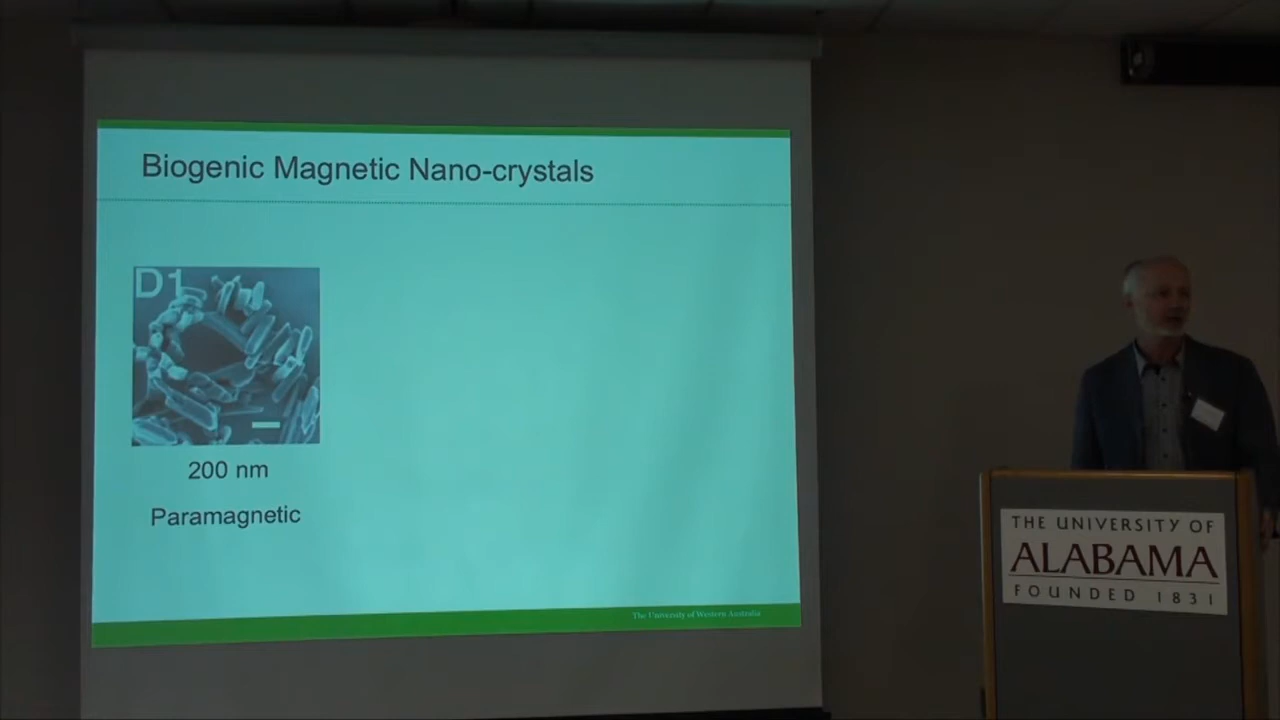 Biogenic Magnetic Nano-crystals
D1
200 nm
Paramagnetic
The University of Western Australia
THE UNIVERSITY OF
ALABAMA
FOUNDED 1831